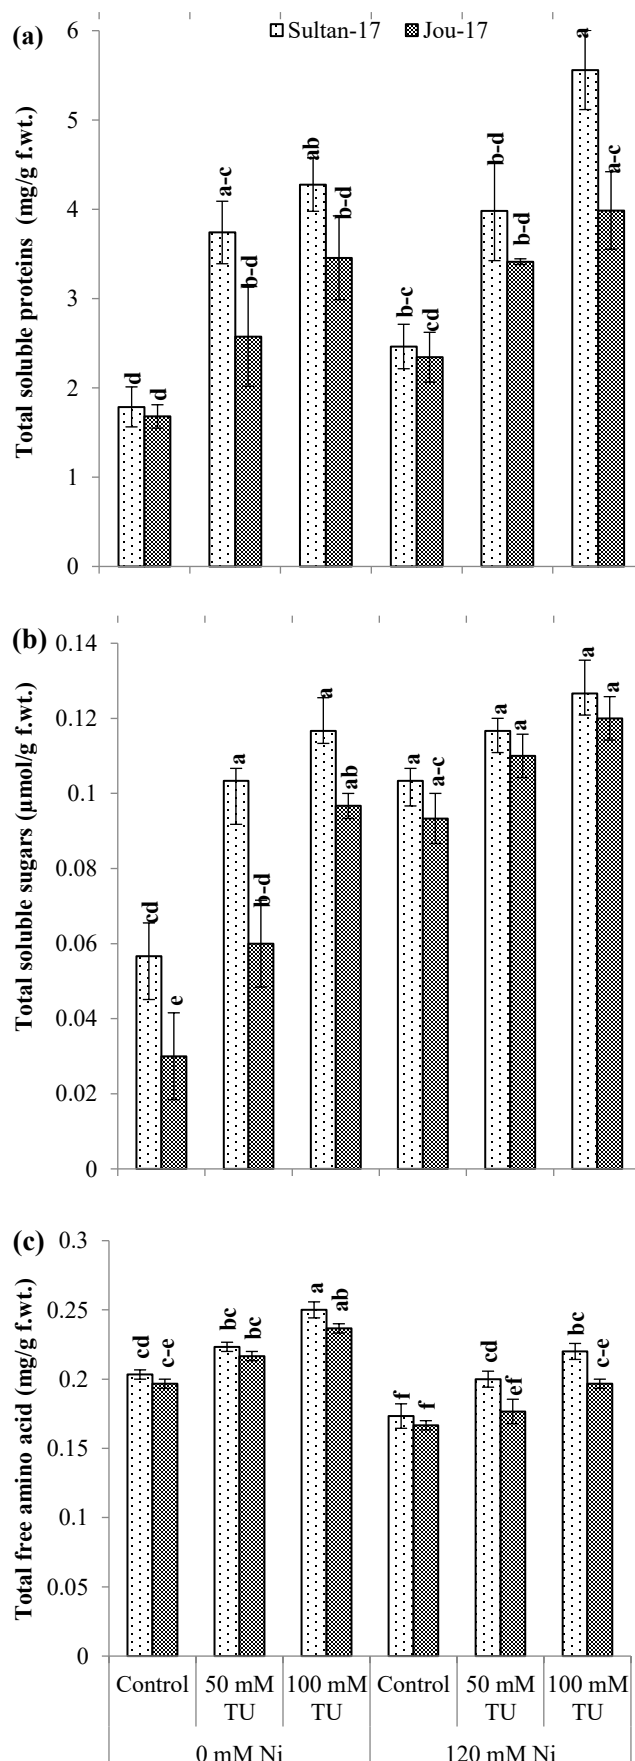 (a)
Sultan-17 Jou-17
Total soluble proteins (mg/g f.wt.)
6
5
4
3
2
1
0
d d a-c b-d ab b-d b-c cd b-d b-d a a-c
(b)
Total soluble sugars (µmol/g f.wt.)
0.14
0.12
0.1
0.08
0.06
0.04
0.02
0
cd e a b-d a ab a a-c a a a a
(c)
Total free amino acid (mg/g f.wt.)
0.3
0.25
0.2
0.15
0.1
0.05
0
cd c-e bc bc a ab f f cd ef bc c-e
Control 50 mM TU 100 mM TU Control 50 mM TU 100 mM TU
0 mM Ni 120 mM Ni